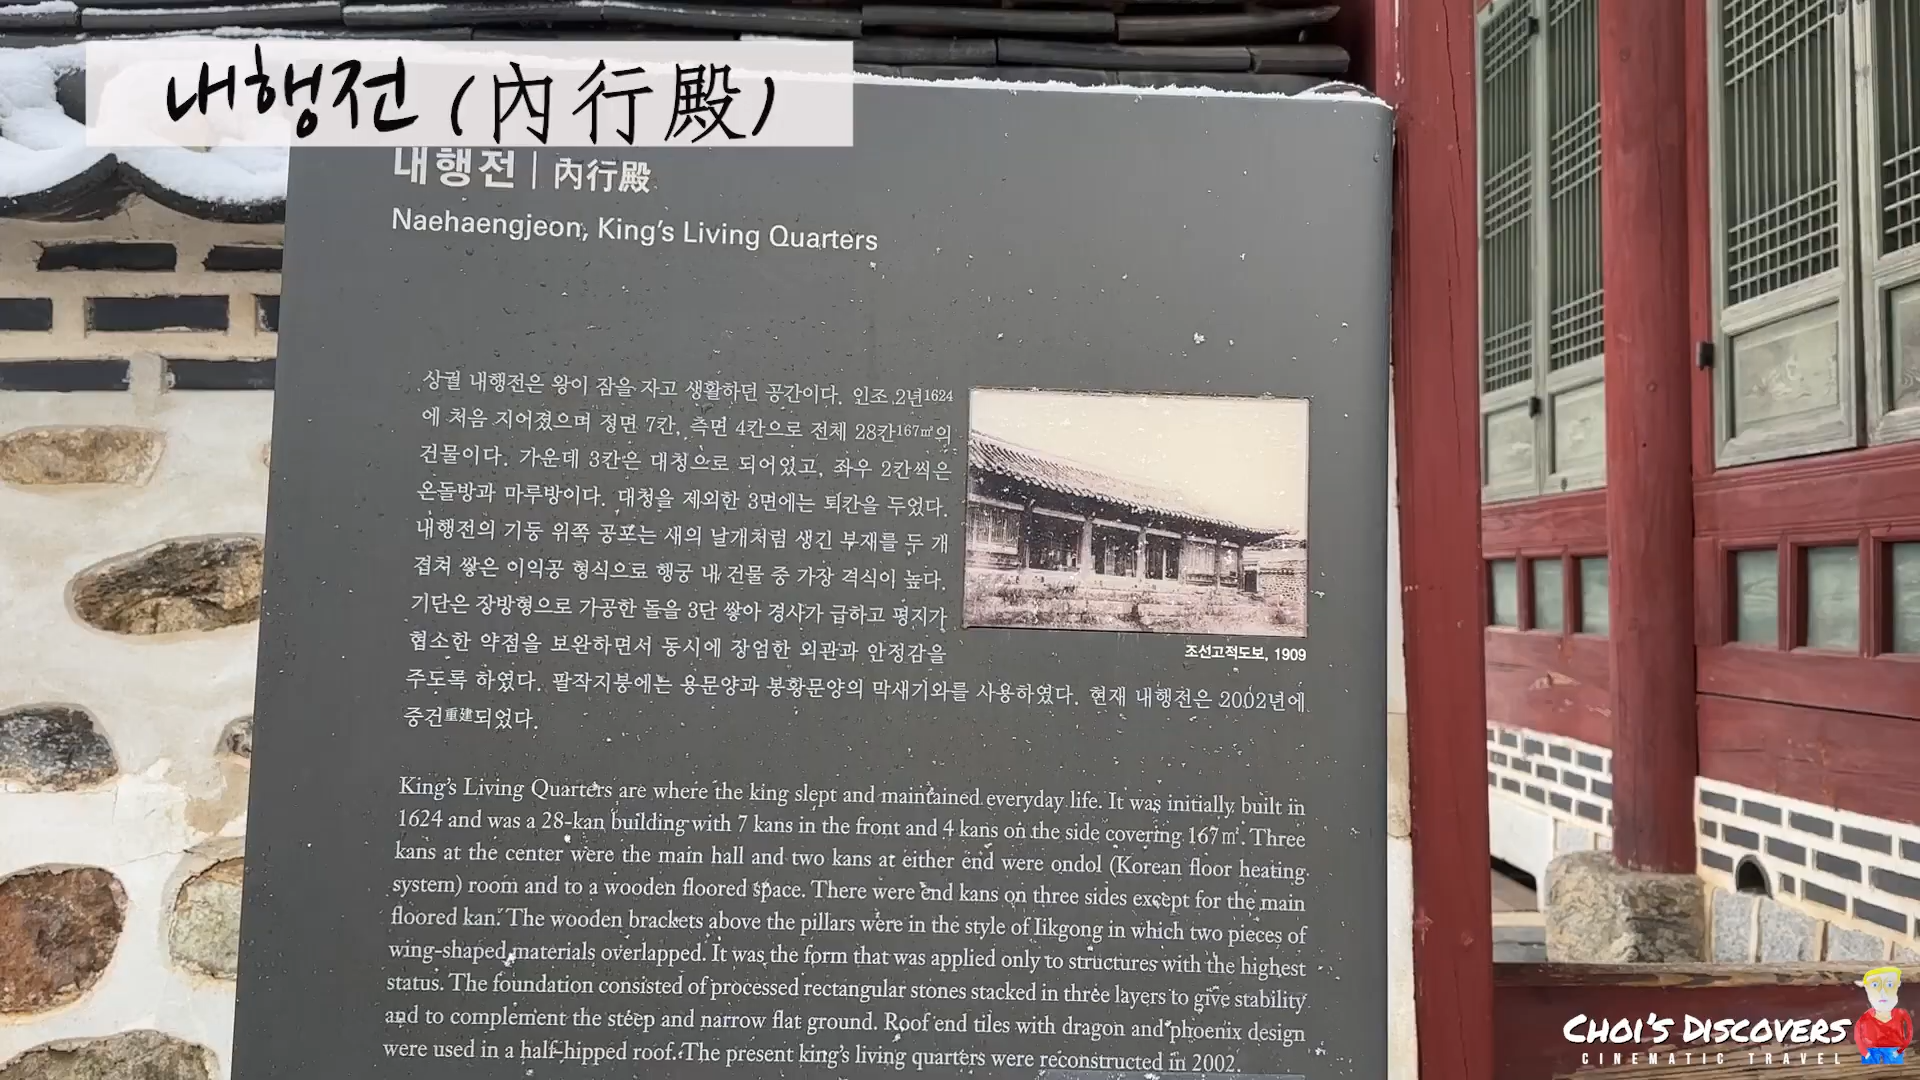 내행전 (內行殿)
내행전 | 內行殿
Naehaengjeon, King's Living Quarters
상궐 내행전은 왕이 잠을 자고 생활하던 공간이다. 인조 2년1624
에 처음 지어졌으며 정면 7칸, 측면 4칸으로 전체 28칸167㎡의
건물이다. 가운데 3칸은 대청으로 되어있고, 좌우 2칸씩은
온돌방과 마루방이다. 대청을 제외한 3면에는 퇴칸을 두었다.
내행전의 기둥 위쪽 공포는 새의 날개처럼 생긴 부재를 두 개
겹쳐 쌓은 이익공 형식으로 행궁 내 건물 중 가장 격식이 높다.
기단은 장방형으로 가공한 돌을 3단 쌓아 경사가 급하고 평지가
협소한 약점을 보완하면서 동시에 장엄한 외관과 안정감을
주도록 하였다. 팔작지붕에는 용문양과 봉황문양의 막새기와를 사용하였다. 현재 내행전은 2002년에
중건重建되었다.
조선고적도보, 1909
King's Living Quarters are where the king slept and maintained everyday life. It was initially built in
1624 and was a 28-kan building with 7 kans in the front and 4 kans on the side covering 167㎡. Three
kans at the center were the main hall and two kans at either end were ondol (Korean floor heating
system) room and to a wooden floored space. There were end kans on three sides except for the main
floored kan. The wooden brackets above the pillars were in the style of Iikgong in which two pieces of
wing-shaped materials overlapped. It was the form that was applied only to structures with the highest
status. The foundation consisted of processed rectangular stones stacked in three layers to give stability
and to complement the steep and narrow flat ground. Roof end tiles with dragon and phoenix design
were used in a half-hipped roof. The present king's living quarters were reconstructed in 2002.
CHOI'S DISCOVERS
CINEMATIC TRAVEL